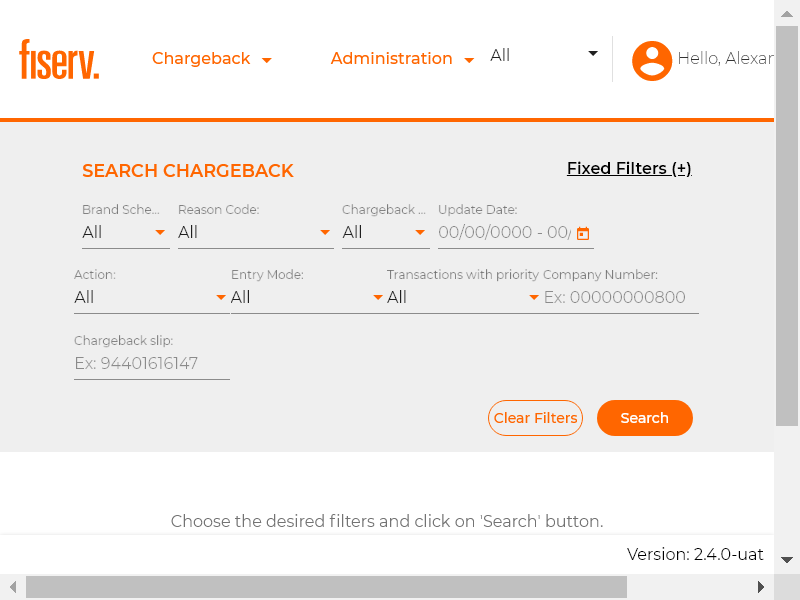 fiserv.
Chargeback
Administration
All
Hello, Alexar
SEARCH CHARGEBACK
Fixed Filters (+)
Brand Sche...
Reason Code:
Chargeback ...
Update Date:
All
All
All
00/00/0000 - 00/
Action:
Entry Mode:
Transactions with priority
Company Number:
All
All
All
Ex: 00000000800
Chargeback slip:
Ex: 94401616147
Clear Filters
Search
Choose the desired filters and click on 'Search' button.
Version: 2.4.0-uat